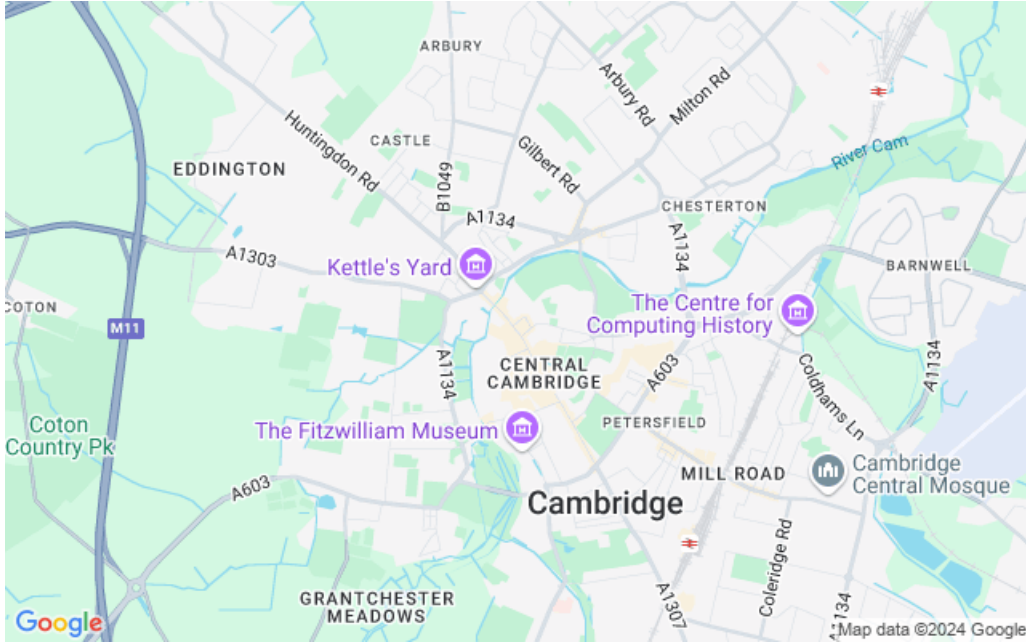 ARBURY
Arbury Rd
Milton Rd
Huntingdon Rd
CASTLE
Gilbert Rd
River Cam
EDDINGTON
B1049
CHESTERTON
A1134
A1303
A1134
Kettle's Yard
BARNWELL
COTON
The Centre for
Computing History
M11
A1134
CENTRAL
CAMBRIDGE
A603
A1134
Coldhams Ln
Coton
Country Pk
The Fitzwilliam Museum
PETERSFIELD
MILL ROAD
Cambridge
Central Mosque
A603
Cambridge
Coleridge Rd
GRANTCHESTER
MEADOWS
A1307
A1134
Google
Map data ©2024 Google